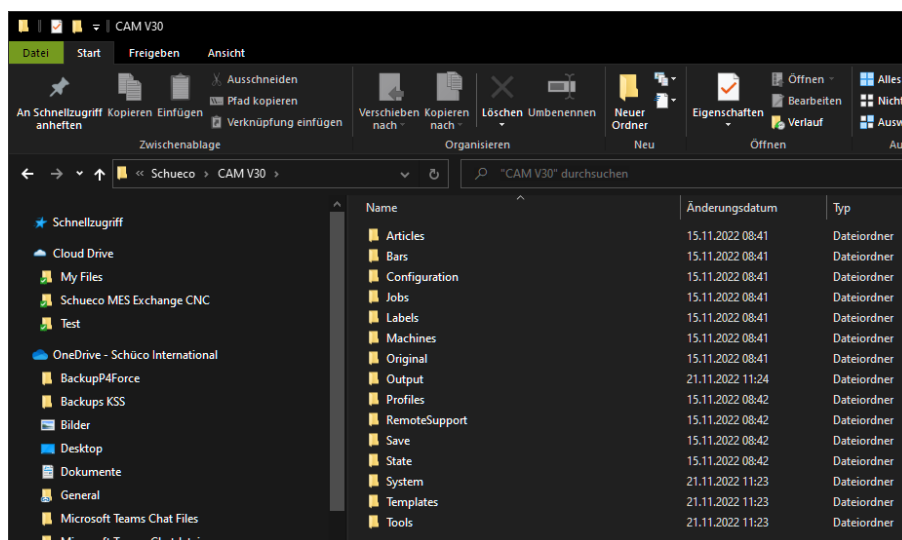 CAM V30
Datei Start Freigeben Ansicht
An Schnellzugriff anheften
Kopieren
Einfügen
Ausschneiden
Pfad kopieren
Verknüpfung einfügen
Verschieben nach
Kopieren nach
Löschen
Umbenennen
Neuer Ordner
Eigenschaften
Öffnen
Bearbeiten
Verlauf
Alles
Nicht
Ausw
Zwischenablage Organisieren Neu Öffnen Au
« Schueco › CAM V30 ›
"CAM V30" durchsuchen
Name Änderungsdatum Typ
Schnellzugriff
Cloud Drive
My Files
Schueco MES Exchange CNC
Test
OneDrive - Schüco International
BackupP4Force
Backups KSS
Bilder
Desktop
Dokumente
General
Microsoft Teams Chat Files
Articles 15.11.2022 08:41 Dateiordner
Bars 15.11.2022 08:41 Dateiordner
Configuration 15.11.2022 08:41 Dateiordner
Jobs 15.11.2022 08:41 Dateiordner
Labels 15.11.2022 08:41 Dateiordner
Machines 15.11.2022 08:41 Dateiordner
Original 15.11.2022 08:41 Dateiordner
Output 21.11.2022 11:24 Dateiordner
Profiles 15.11.2022 08:42 Dateiordner
RemoteSupport 15.11.2022 08:42 Dateiordner
Save 15.11.2022 08:42 Dateiordner
State 15.11.2022 08:42 Dateiordner
System 21.11.2022 11:23 Dateiordner
Templates 21.11.2022 11:23 Dateiordner
Tools 21.11.2022 11:23 Dateiordner